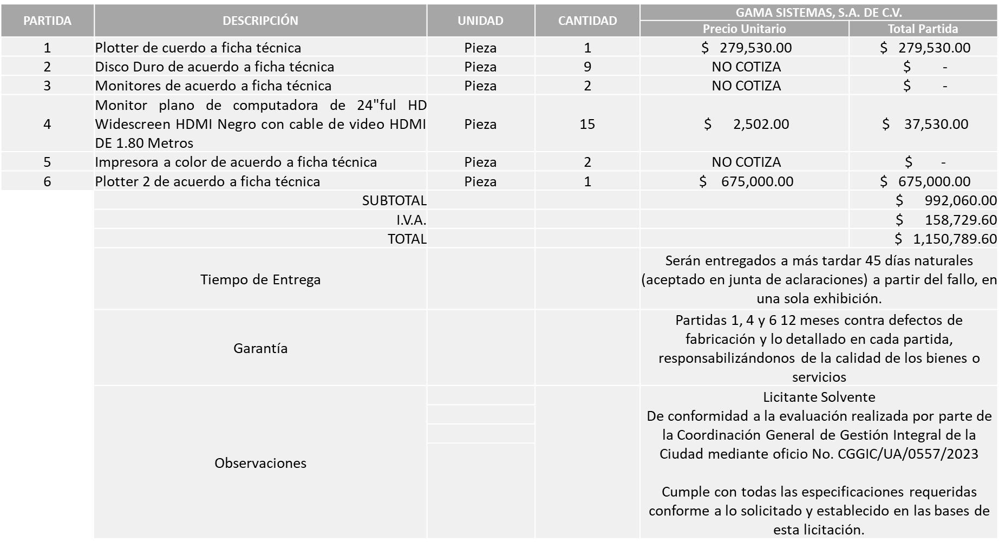 PARTIDA DESCRIPCIÓN UNIDAD CANTIDAD GAMA SISTEMAS, S.A. DE C.V.
Precio Unitario Total Partida
1 Plotter de cuerdo a ficha técnica Pieza 1 $ 279,530.00 $ 279,530.00
2 Disco Duro de acuerdo a ficha técnica Pieza 9 NO COTIZA $ -
3 Monitores de acuerdo a ficha técnica Pieza 2 NO COTIZA $ -
4 Monitor plano de computadora de 24"ful HD
Widescreen HDMI Negro con cable de video HDMI
DE 1.80 Metros Pieza 15 $ 2,502.00 $ 37,530.00
5 Impresora a color de acuerdo a ficha técnica Pieza 2 NO COTIZA $ -
6 Plotter 2 de acuerdo a ficha técnica Pieza 1 $ 675,000.00 $ 675,000.00
SUBTOTAL $ 992,060.00
I.V.A. $ 158,729.60
TOTAL $ 1,150,789.60
Tiempo de Entrega
Serán entregados a más tardar 45 días naturales
(aceptado en junta de aclaraciones) a partir del fallo, en
una sola exhibición.
Garantía
Partidas 1, 4 y 6 12 meses contra defectos de
fabricación y lo detallado en cada partida,
responsabilizándonos de la calidad de los bienes o
servicios
Observaciones
Licitante Solvente
De conformidad a la evaluación realizada por parte de
la Coordinación General de Gestión Integral de la
Ciudad mediante oficio No. CGGIC/UA/0557/2023
Cumple con todas las especificaciones requeridas
conforme a lo solicitado y establecido en las bases de
esta licitación.